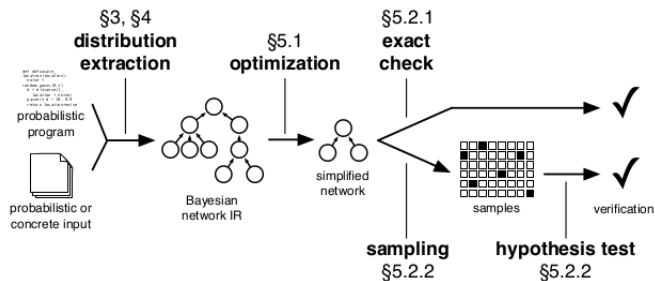 §3, §4
distribution
extraction
§5.1
optimization
§5.2.1
exact
check
probabilistic
program
probabilistic or
concrete input
Bayesian
network IR
simplified
network
samples
verification
sampling
§5.2.2
hypothesis test
§5.2.2